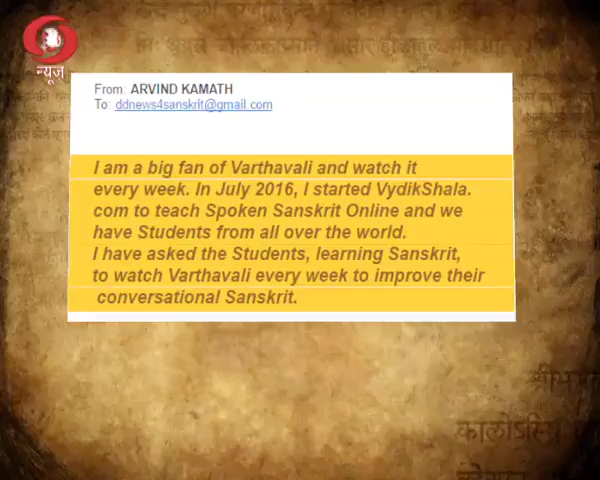 न्यूज़
From: ARVIND KAMATH
To: ddnews4sanskrit@gmail.com
I am a big fan of Varthavali and watch it
every week. In July 2016, I started VydikShala.
com to teach Spoken Sanskrit Online and we
have Students from all over the world.
I have asked the Students, learning Sanskrit,
to watch Varthavali every week to improve their
conversational Sanskrit.